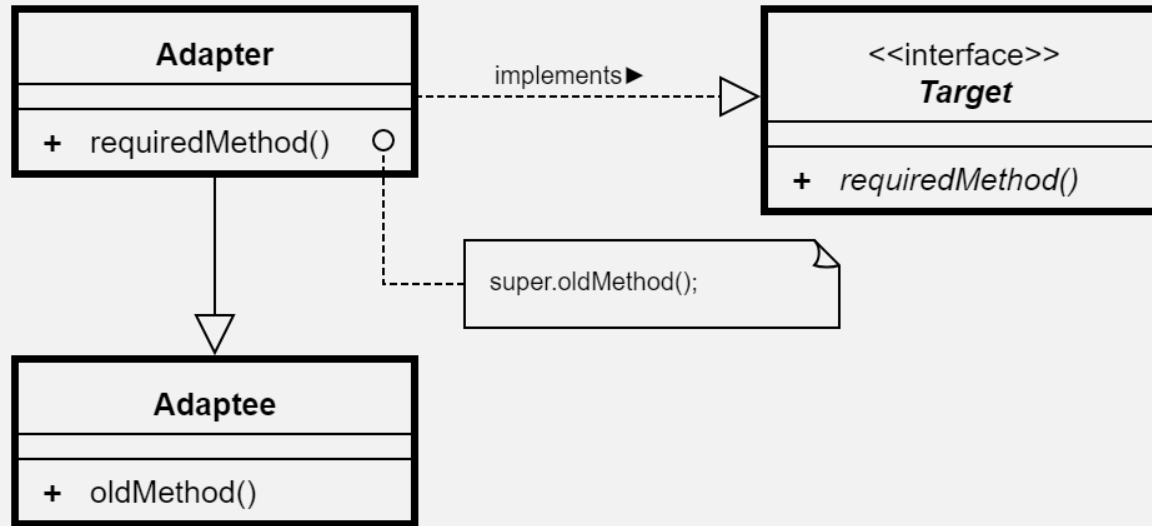 Adapter
+ requiredMethod()
implements►
<<interface>>
Target
+ requiredMethod()
super.oldMethod();
Adaptee
+ oldMethod()